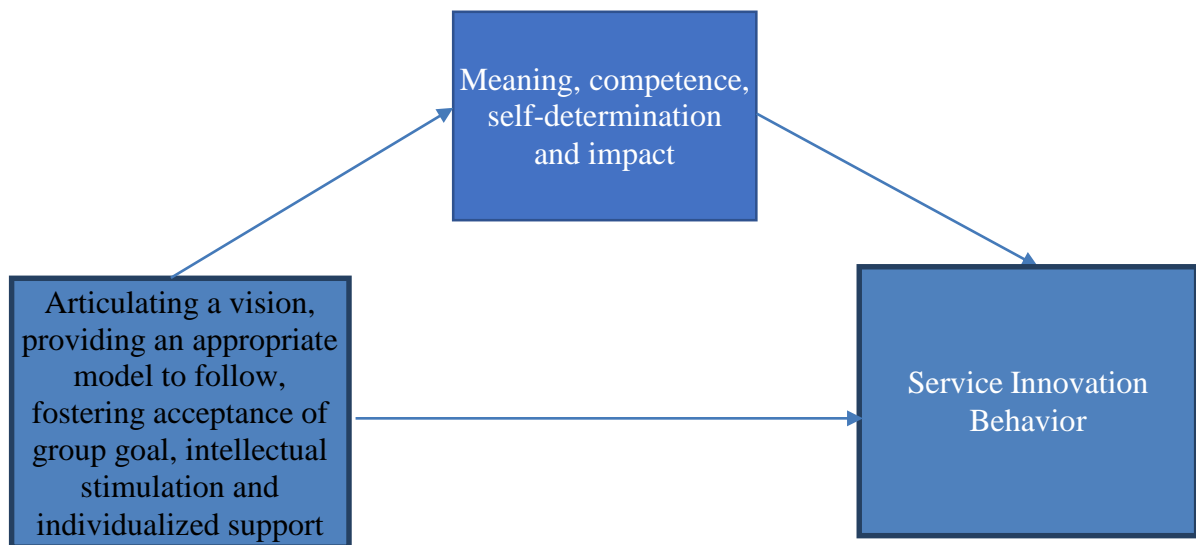 Meaning, competence,
self-determination
and impact
Articulating a vision,
providing an appropriate
model to follow,
fostering acceptance of
group goal, intellectual
stimulation and
individualized support
Service Innovation
Behavior